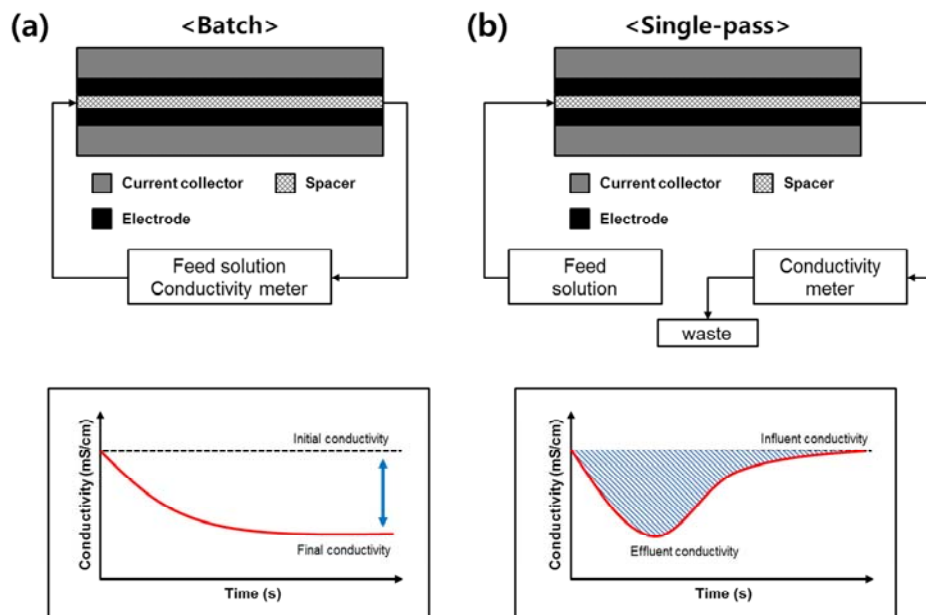 (a)
<Batch>
Current collector
Spacer
Electrode
Feed solution
Conductivity meter
Conductivity (mS/cm)
Initial conductivity
Final conductivity
Time (s)
(b)
<Single-pass>
Current collector
Spacer
Electrode
Feed
solution
Conductivity
meter
waste
Conductivity (mS/cm)
Influent conductivity
Effluent conductivity
Time (s)